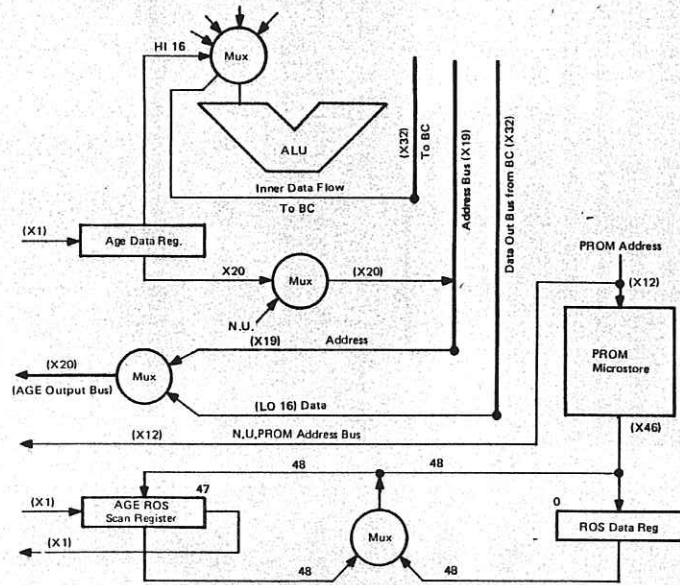 HI 16
Mux
ALU
(X32)
To BC
Address Bus (X19)
Data Out Bus from BC (X32)
Inner Data Flow
To BC
(X1)
Age Data Reg.
PROM Address
X20
Mux
(X20)
(X12)
N.U.
(X19)
Address
PROM
Microstore
(X20)
Mux
(AGE Output Bus)
(LO 16) Data
(X12)
N.U.PROM Address Bus
(X46)
48
48
47
0
(X1)
AGE ROS
Scan Register
Mux
ROS Data Reg
(X1)
48
48